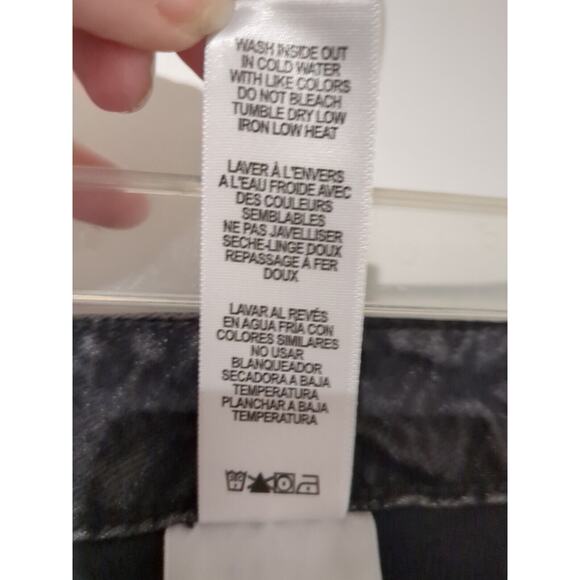 WASH INSIDE OUT
IN COLD WATER
WITH LIKE COLORS
DO NOT BLEACH
TUMBLE DRY LOW
IRON LOW HEAT
LAVER À L'ENVERS
A L'EAU FROIDE AVEC
DES COULEURS
SEMBLABLES
NE PAS JAVELLISER
SECHE-LINGE DOUX
REPASSAGE À FER
DOUX
LAVAR AL REVÉS
EN AGUA FRÍA CON
COLORES SIMILARES
NO USAR
BLANQUEADOR
SECADORA A BAJA
TEMPERATURA
PLANCHAR A BAJA
TEMPERATURA